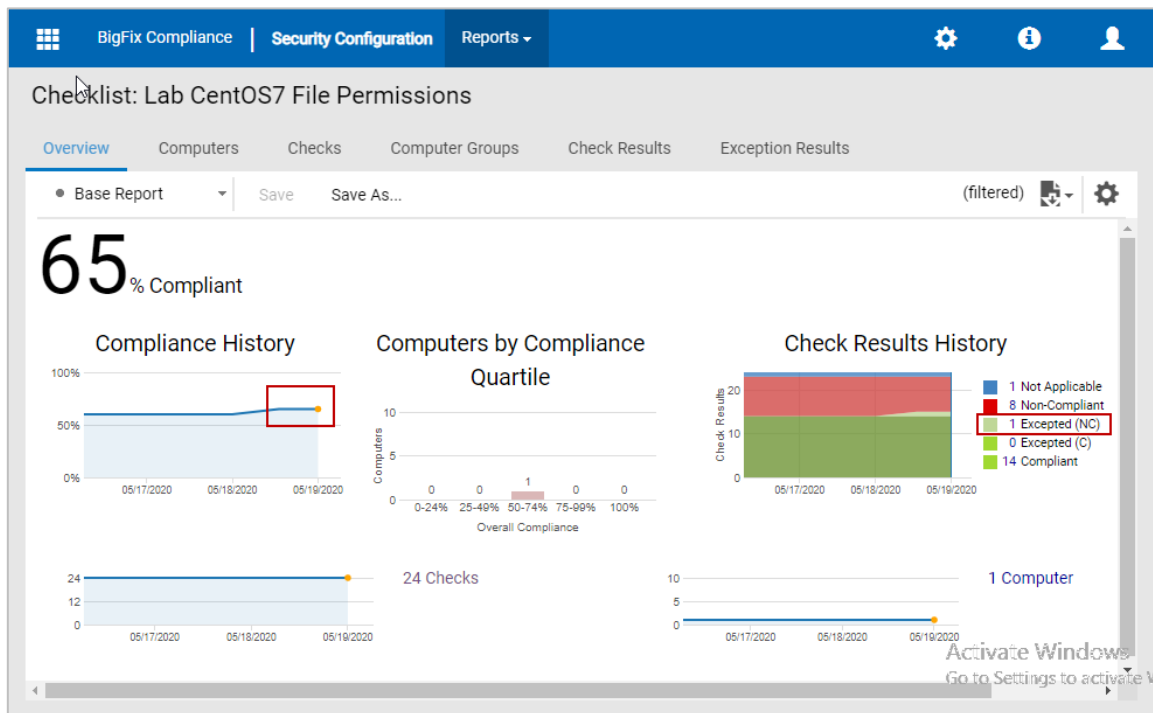 BigFix Compliance | Security Configuration Reports
Checklist: Lab CentOS7 File Permissions
Overview Computers Checks Computer Groups Check Results Exception Results
Base Report Save Save As... (filtered)
65 % Compliant
Compliance History
100%
50%
0%
05/17/2020 05/18/2020 05/19/2020
Computers by Compliance
Quartile
Computers
10
5
0
0 0 1 0 0
0-24% 25-49% 50-74% 75-99% 100%
Overall Compliance
Check Results History
Check Results
20
10
0
05/17/2020 05/18/2020 05/19/2020
1 Not Applicable
8 Non-Compliant
1 Excepted (NC)
0 Excepted (C)
14 Compliant
24
12
0
05/17/2020 05/18/2020 05/19/2020
24 Checks
10
5
0
05/17/2020 05/18/2020 05/19/2020
1 Computer
Activate Windows
Go to Settings to activate W